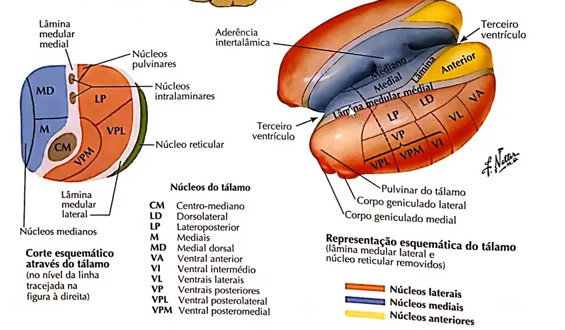 Lâmina
medular
medial
Núcleos
pulvinares
Núcleos
intralaminares
MD
LP
M
VPL
CM
VPM
Núcleo reticular
Lâmina
medular
lateral
Núcleos medianos
Corte esquemático
através do tálamo
(no nível da linha
tracejada na
figura à direita)
Núcleos do tálamo
CM Centro-mediano
LD Dorsolateral
LP Lateroposterior
M Mediais
MD Medial dorsal
VA Ventral anterior
VI Ventral intermédio
VL Ventrais laterais
VP Ventrais posteriores
VPL Ventral posterolateral
VPM Ventral posteromedial
Aderência
intertalâmica
Terceiro
ventrículo
Anterior
Mediano
Medial
Lâmina
Lâmina medular medial
LP
LD
VL
VA
VP
VPL
VPM
VI
Terceiro
ventrículo
Pulvinar do tálamo
Corpo geniculado lateral
Corpo geniculado medial
Representação esquemática do tálamo
(lâmina medular lateral e
núcleo reticular removidos)
Núcleos laterais
Núcleos mediais
Núcleos anteriores